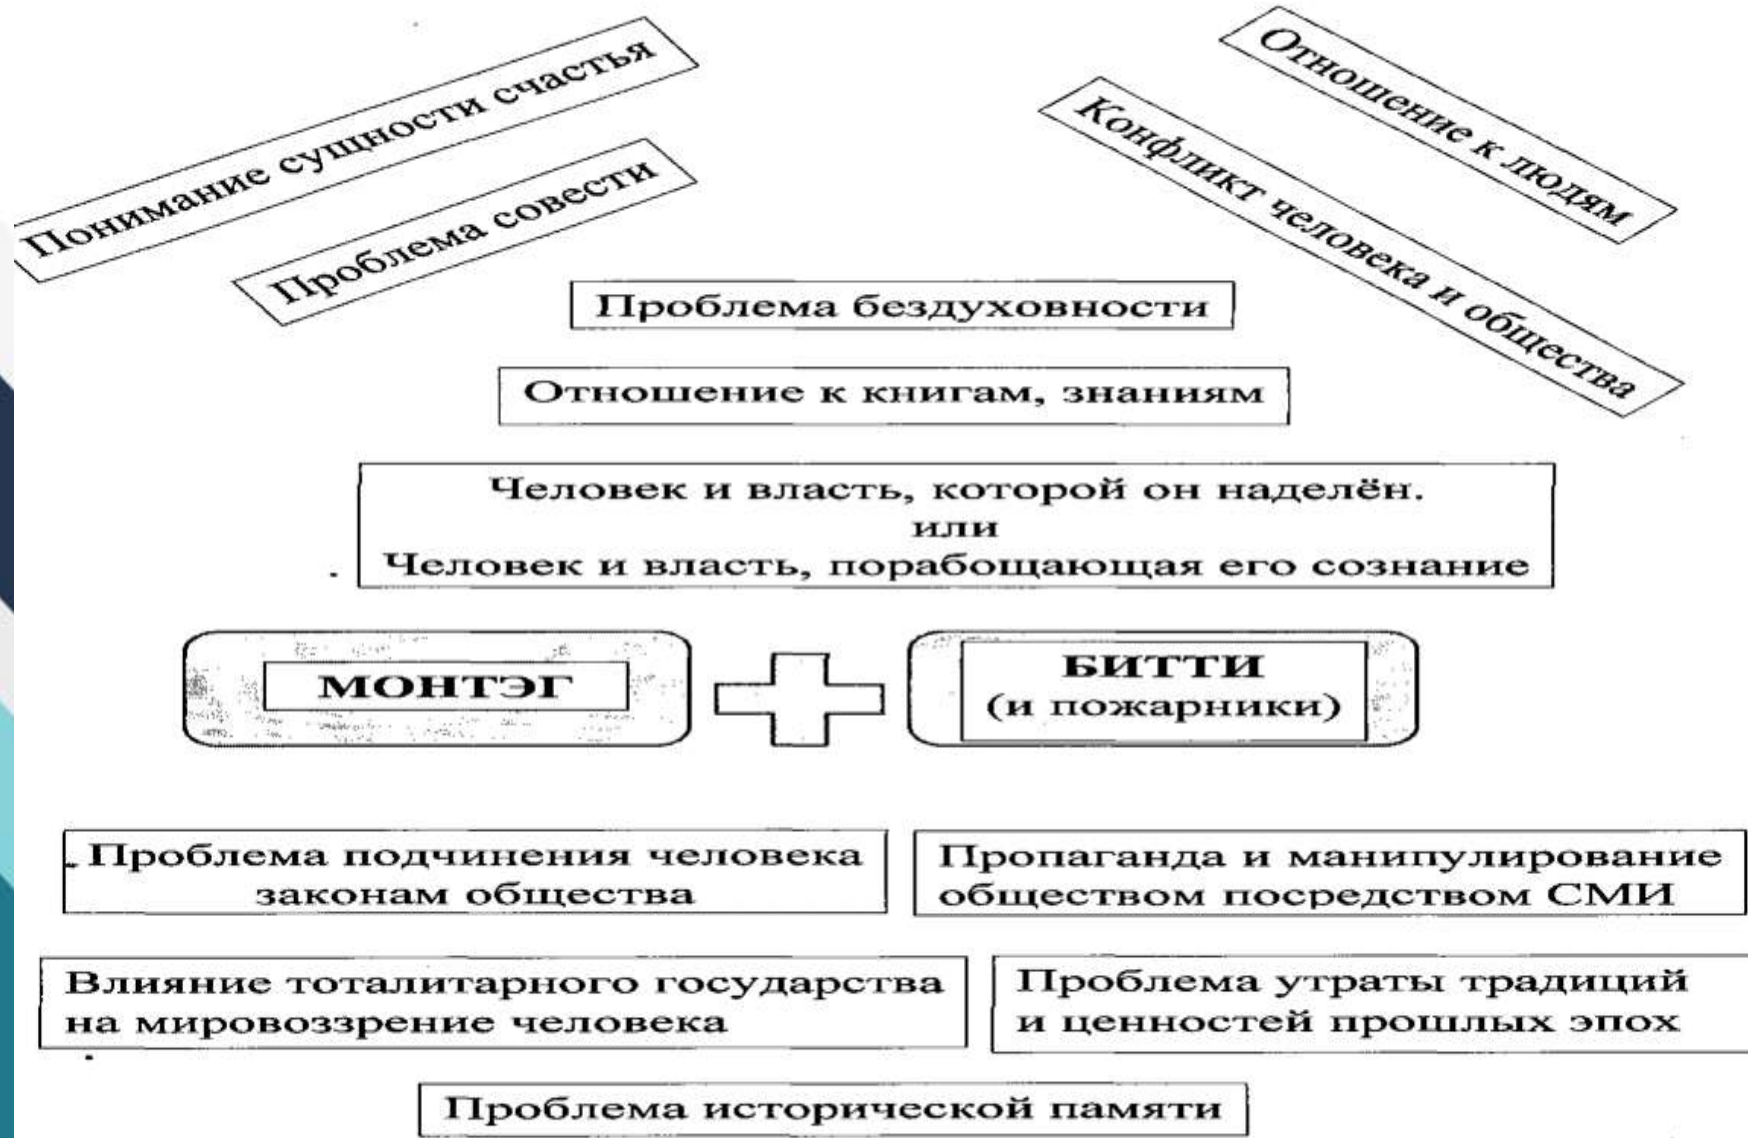 Понимание сущности счастья
Проблема совести
Отношение к людям
Конфликт человека и общества
Проблема бездуховности
Отношение к книгам, знаниям
Человек и власть, которой он наделён.
или
Человек и власть, порабощающая его сознание
МОНТЭГ
БИТТИ
(и пожарники)
Проблема подчинения человека
законам общества
Пропаганда и манипулирование
обществом посредством СМИ
Влияние тоталитарного государства
на мировоззрение человека
Проблема утраты традиций
и ценностей прошлых эпох
Проблема исторической памяти